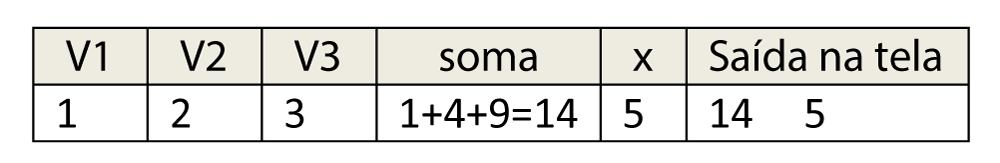 V1 V2 V3 soma x Saída na tela
1 2 3 1+4+9=14 5 14 5